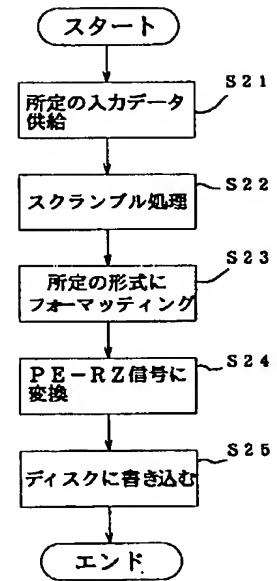 スタート
S21
所定の入力データ
供給
S22
スクランブル処理
S23
所定の形式に
フォーマッティング
S24
PE-RZ信号に
変換
S25
ディスクに書き込む
エンド